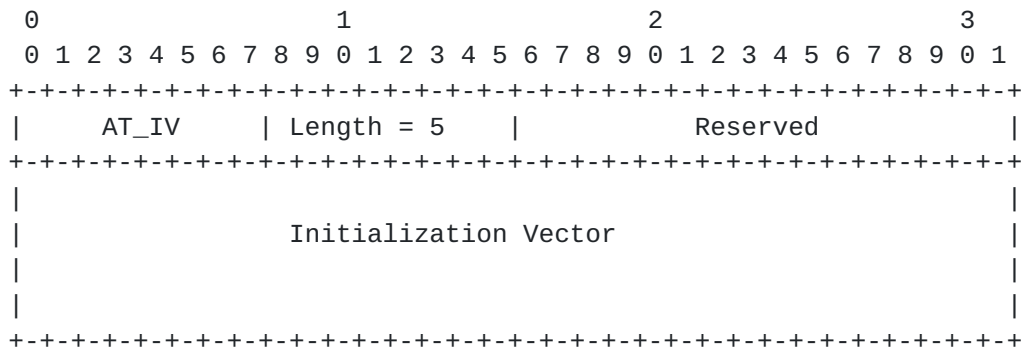 0                   1                   2                   3
 0 1 2 3 4 5 6 7 8 9 0 1 2 3 4 5 6 7 8 9 0 1 2 3 4 5 6 7 8 9 0 1
+-+-+-+-+-+-+-+-+-+-+-+-+-+-+-+-+-+-+-+-+-+-+-+-+-+-+-+-+-+-+-+-+
|     AT_IV     | Length = 5    |           Reserved            |
+-+-+-+-+-+-+-+-+-+-+-+-+-+-+-+-+-+-+-+-+-+-+-+-+-+-+-+-+-+-+-+-+
|                                                               |
|                 Initialization Vector                         |
|                                                               |
|                                                               |
+-+-+-+-+-+-+-+-+-+-+-+-+-+-+-+-+-+-+-+-+-+-+-+-+-+-+-+-+-+-+-+-+